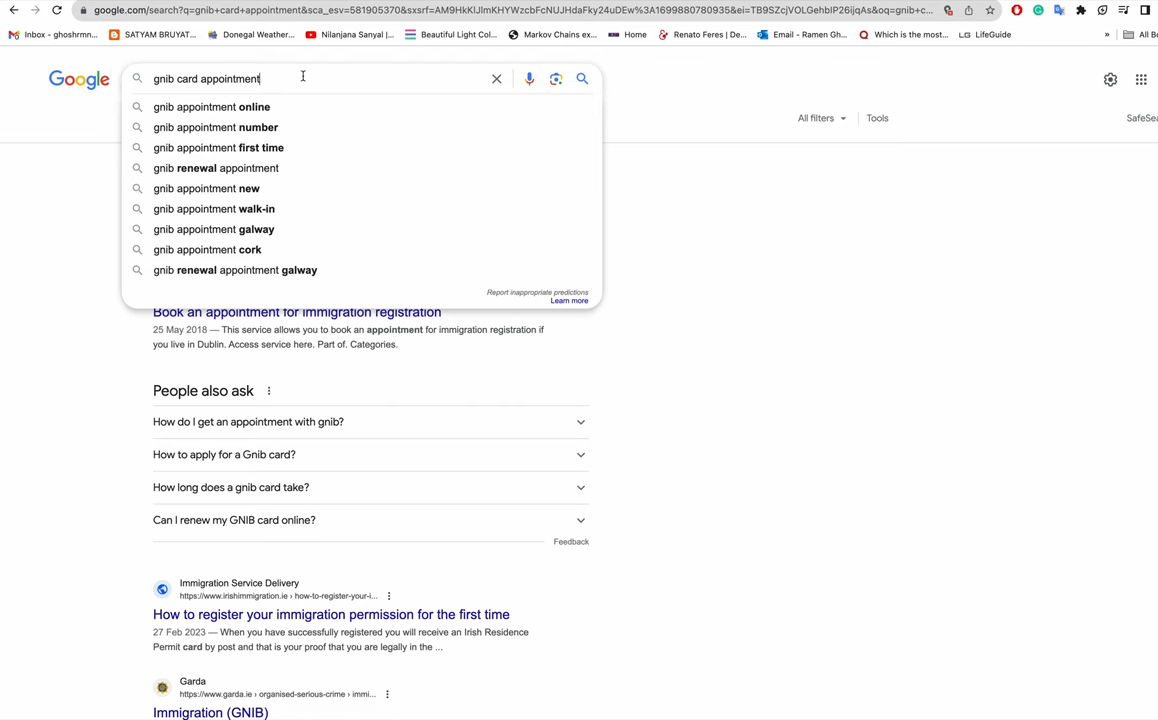 google.com/search?q=gnib+card+appointment&sca_esv=581905370&sxsrf=AM9HkKlJlmKHYWzcbFcNUJHdaFky24uDEw%3A1699880780935&ei=TB9SZcjVOLGehbIP26ijqAs&oq=gnib+c...
Inbox - ghoshrmn...
SATYAM BRUYAT...
Donegal Weather...
Nilanjana Sanyal |...
Beautiful Light Col...
Markov Chains ex...
Home
Renato Feres | De...
Email - Ramen Gh...
Which is the most...
LifeGuide
»
All Bo
Google
gnib card appointment
All filters
Tools
SafeSea
gnib appointment online
gnib appointment number
gnib appointment first time
gnib renewal appointment
gnib appointment new
gnib appointment walk-in
gnib appointment galway
gnib appointment cork
gnib renewal appointment galway
Report inappropriate predictions
Learn more
Book an appointment for immigration registration
25 May 2018 — This service allows you to book an appointment for immigration registration if
you live in Dublin. Access service here. Part of. Categories.
People also ask
How do I get an appointment with gnib?
How to apply for a Gnib card?
How long does a gnib card take?
Can I renew my GNIB card online?
Feedback
Immigration Service Delivery
https://www.irishimmigration.ie › how-to-register-your-i...
How to register your immigration permission for the first time
27 Feb 2023 — When you have successfully registered you will receive an Irish Residence
Permit card by post and that is your proof that you are legally in the ...
Garda
https://www.garda.ie › organised-serious-crime › immi...
Immigration (GNIB)